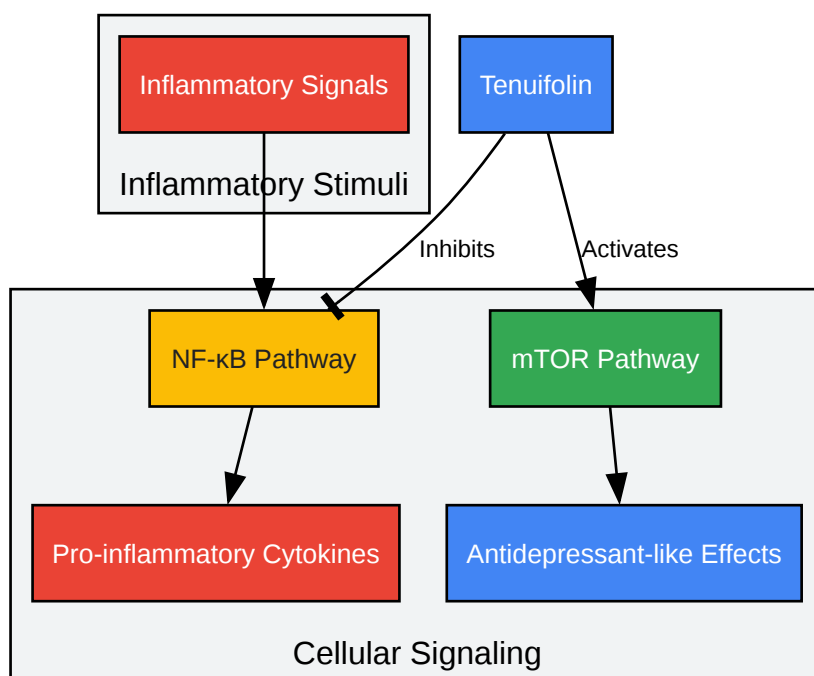 Inflammatory Signals
Tenuifolin
Inflammatory Stimuli
Inhibits
Activates
NF-κB Pathway
mTOR Pathway
Pro-inflammatory Cytokines
Antidepressant-like Effects
Cellular Signaling